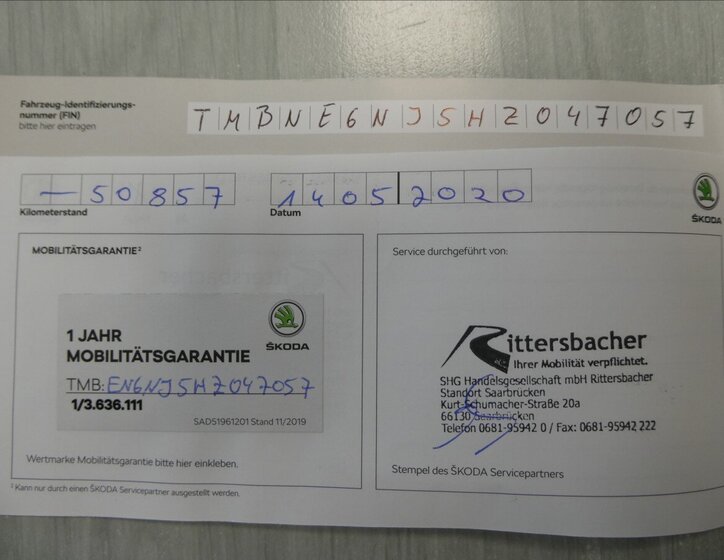 Fahrzeug-Identifizierungs-
nummer (FIN)
bitte hier eintragen
TMBNE6NJ5HZ047057
— 50857
Kilometerstand
14052020
Datum
ŠKODA
MOBILITÄTSGARANTIE²
1 JAHR
MOBILITÄTSGARANTIE
ŠKODA
TMB: EN6NJ5HZ047057
1/3.636.111
SAD51961201 Stand 11/2019
Wertmarke Mobilitätsgarantie bitte hier einkleben.
² Kann nur durch einen ŠKODA Servicepartner ausgestellt werden.
Service durchgeführt von:
Rittersbacher
Ihrer Mobilität verpflichtet.
SHG Handelsgesellschaft mbH Rittersbacher
Standort Saarbrücken
Kurt-Schumacher-Straße 20a
66130 Saarbrücken
Telefon 0681-95942 0 / Fax: 0681-95942 222
Stempel des ŠKODA Servicepartners